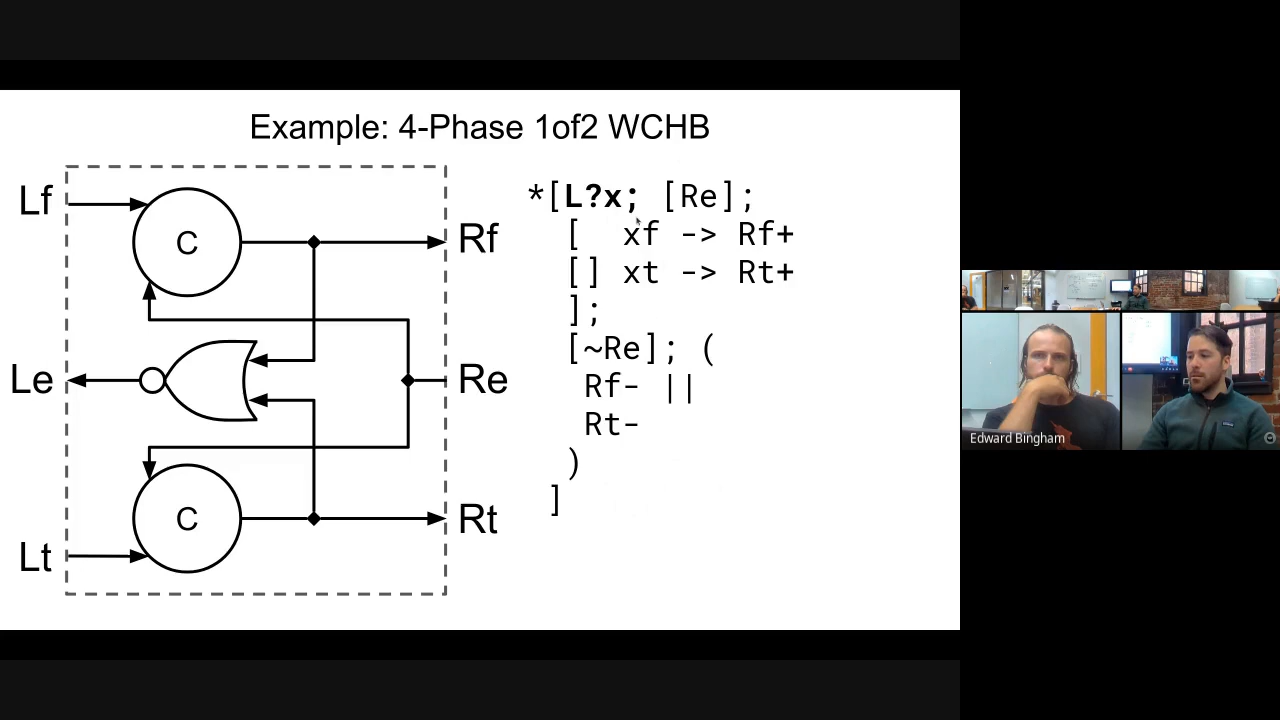 Example: 4-Phase 1of2 WCHB
Lf
C
Rf
Le
Re
C
Lt
Rt
*[L?x; [Re];
[ xf -> Rf+
[] xt -> Rt+
];
[~Re]; (
Rf- ||
Rt-
)
]
Edward Bingham